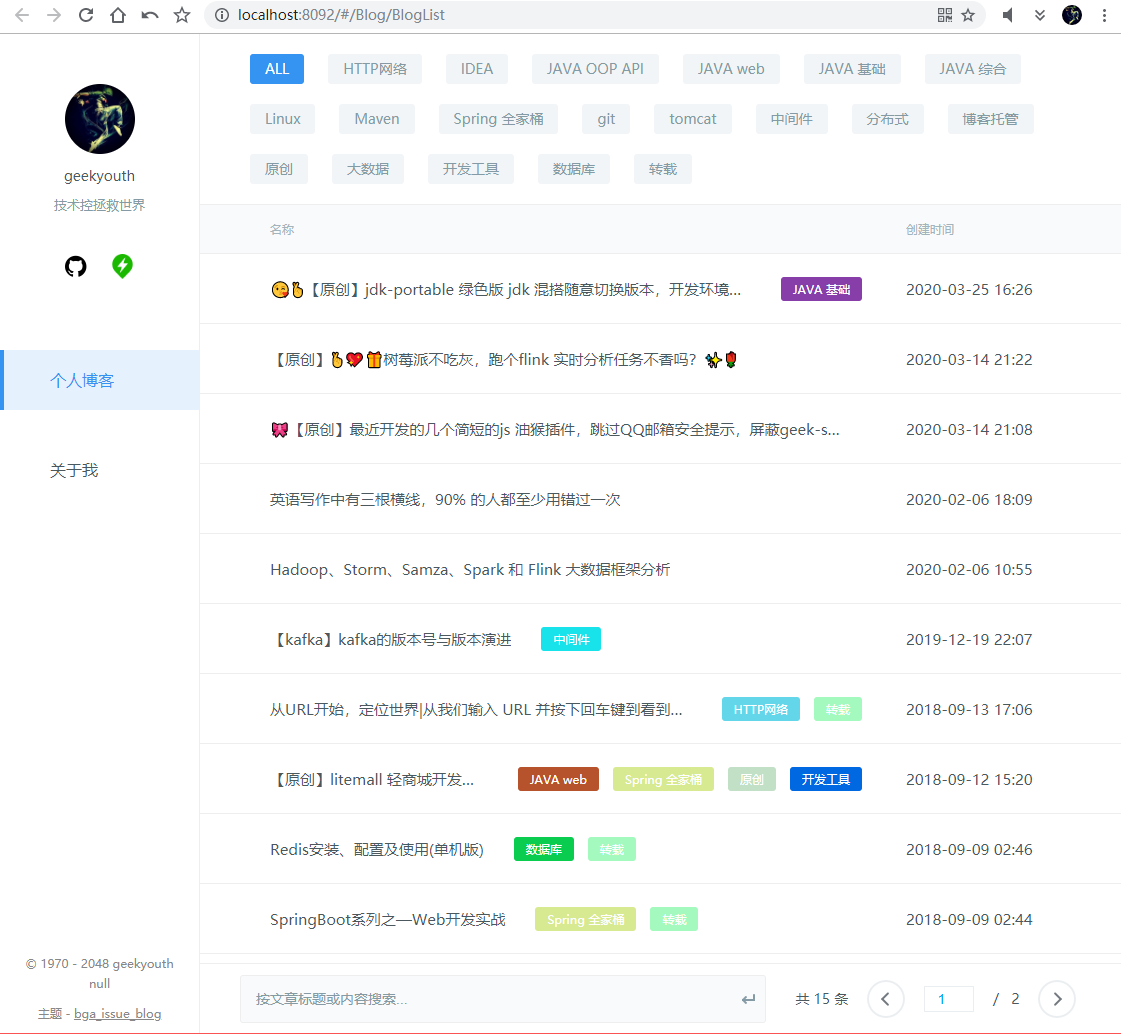 localhost:8092/#/Blog/BlogList
geekyouth
技术控拯救世界
个人博客
关于我
© 1970 - 2048 geekyouth
null
主题 - bga_issue_blog
ALL HTTP网络 IDEA JAVA OOP API JAVA web JAVA 基础 JAVA 综合
Linux Maven Spring 全家桶 git tomcat 中间件 分布式 博客托管
原创 大数据 开发工具 数据库 转载
名称 创建时间
😘🤞【原创】jdk-portable 绿色版 jdk 混搭随意切换版本，开发环境... JAVA 基础 2020-03-25 16:26
【原创】🤞💖🎁树莓派不吃灰，跑个flink 实时分析任务不香吗？✨🌹 2020-03-14 21:22
🎀【原创】最近开发的几个简短的js 油猴插件，跳过QQ邮箱安全提示，屏蔽geek-s... 2020-03-14 21:08
英语写作中有三根横线，90% 的人都至少用错过一次 2020-02-06 18:09
Hadoop、Storm、Samza、Spark 和 Flink 大数据框架分析 2020-02-06 10:55
【kafka】kafka的版本号与版本演进 中间件 2019-12-19 22:07
从URL开始，定位世界|从我们输入 URL 并按下回车键到看到... HTTP网络 转载 2018-09-13 17:06
【原创】litemall 轻商城开发... JAVA web Spring 全家桶 原创 开发工具 2018-09-12 15:20
Redis安装、配置及使用(单机版) 数据库 转载 2018-09-09 02:46
SpringBoot系列之—Web开发实战 Spring 全家桶 转载 2018-09-09 02:44
按文章标题或内容搜索... 共 15 条 1 / 2